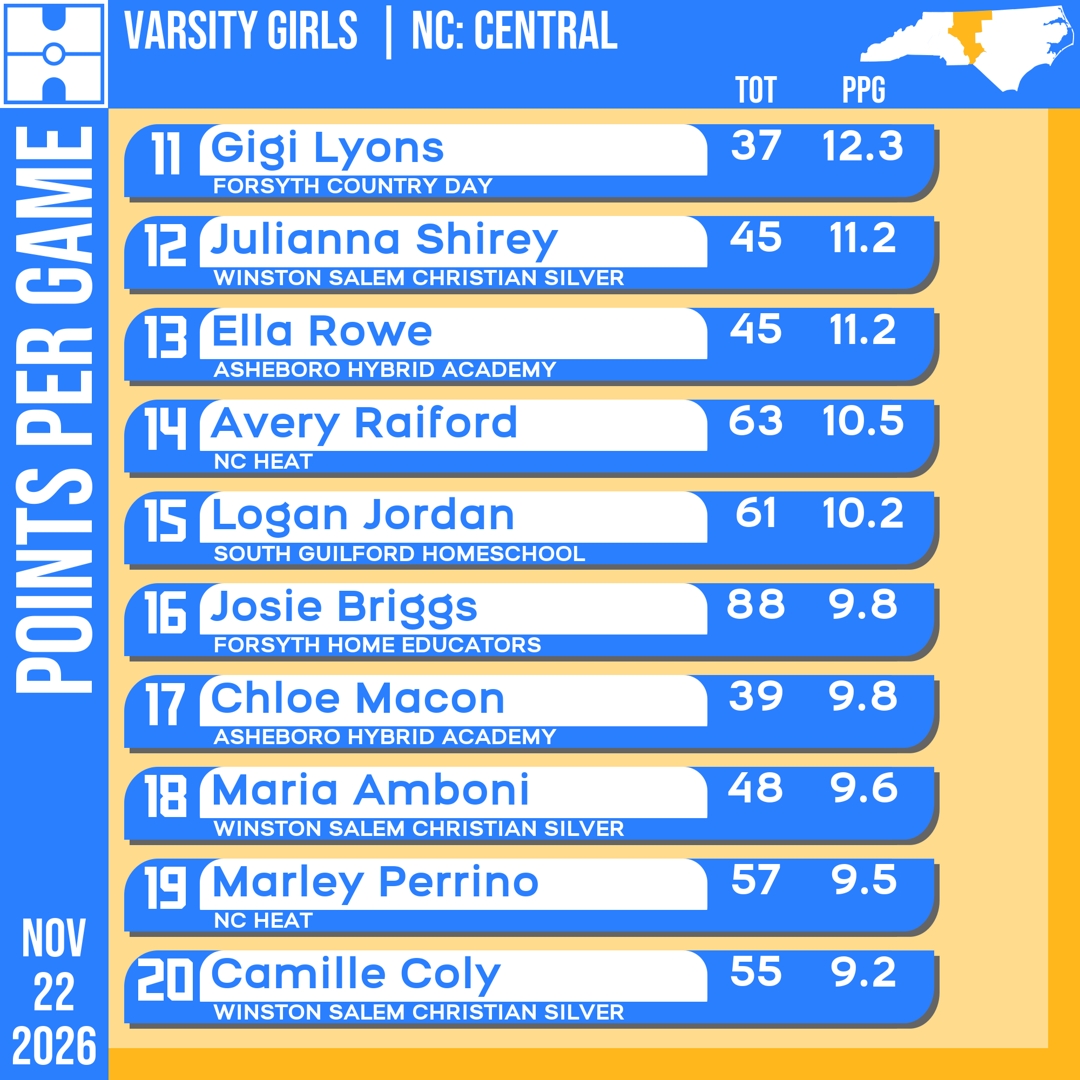 VARSITY GIRLS | NC: CENTRAL
TOT PPG
POINTS PER GAME
11 Gigi Lyons 37 12.3
FORSYTH COUNTRY DAY
12 Julianna Shirey 45 11.2
WINSTON SALEM CHRISTIAN SILVER
13 Ella Rowe 45 11.2
ASHEBORO HYBRID ACADEMY
14 Avery Raiford 63 10.5
NC HEAT
15 Logan Jordan 61 10.2
SOUTH GUILFORD HOMESCHOOL
16 Josie Briggs 88 9.8
FORSYTH HOME EDUCATORS
17 Chloe Macon 39 9.8
ASHEBORO HYBRID ACADEMY
18 Maria Amboni 48 9.6
WINSTON SALEM CHRISTIAN SILVER
19 Marley Perrino 57 9.5
NC HEAT
20 Camille Coly 55 9.2
WINSTON SALEM CHRISTIAN SILVER
NOV
22
2026